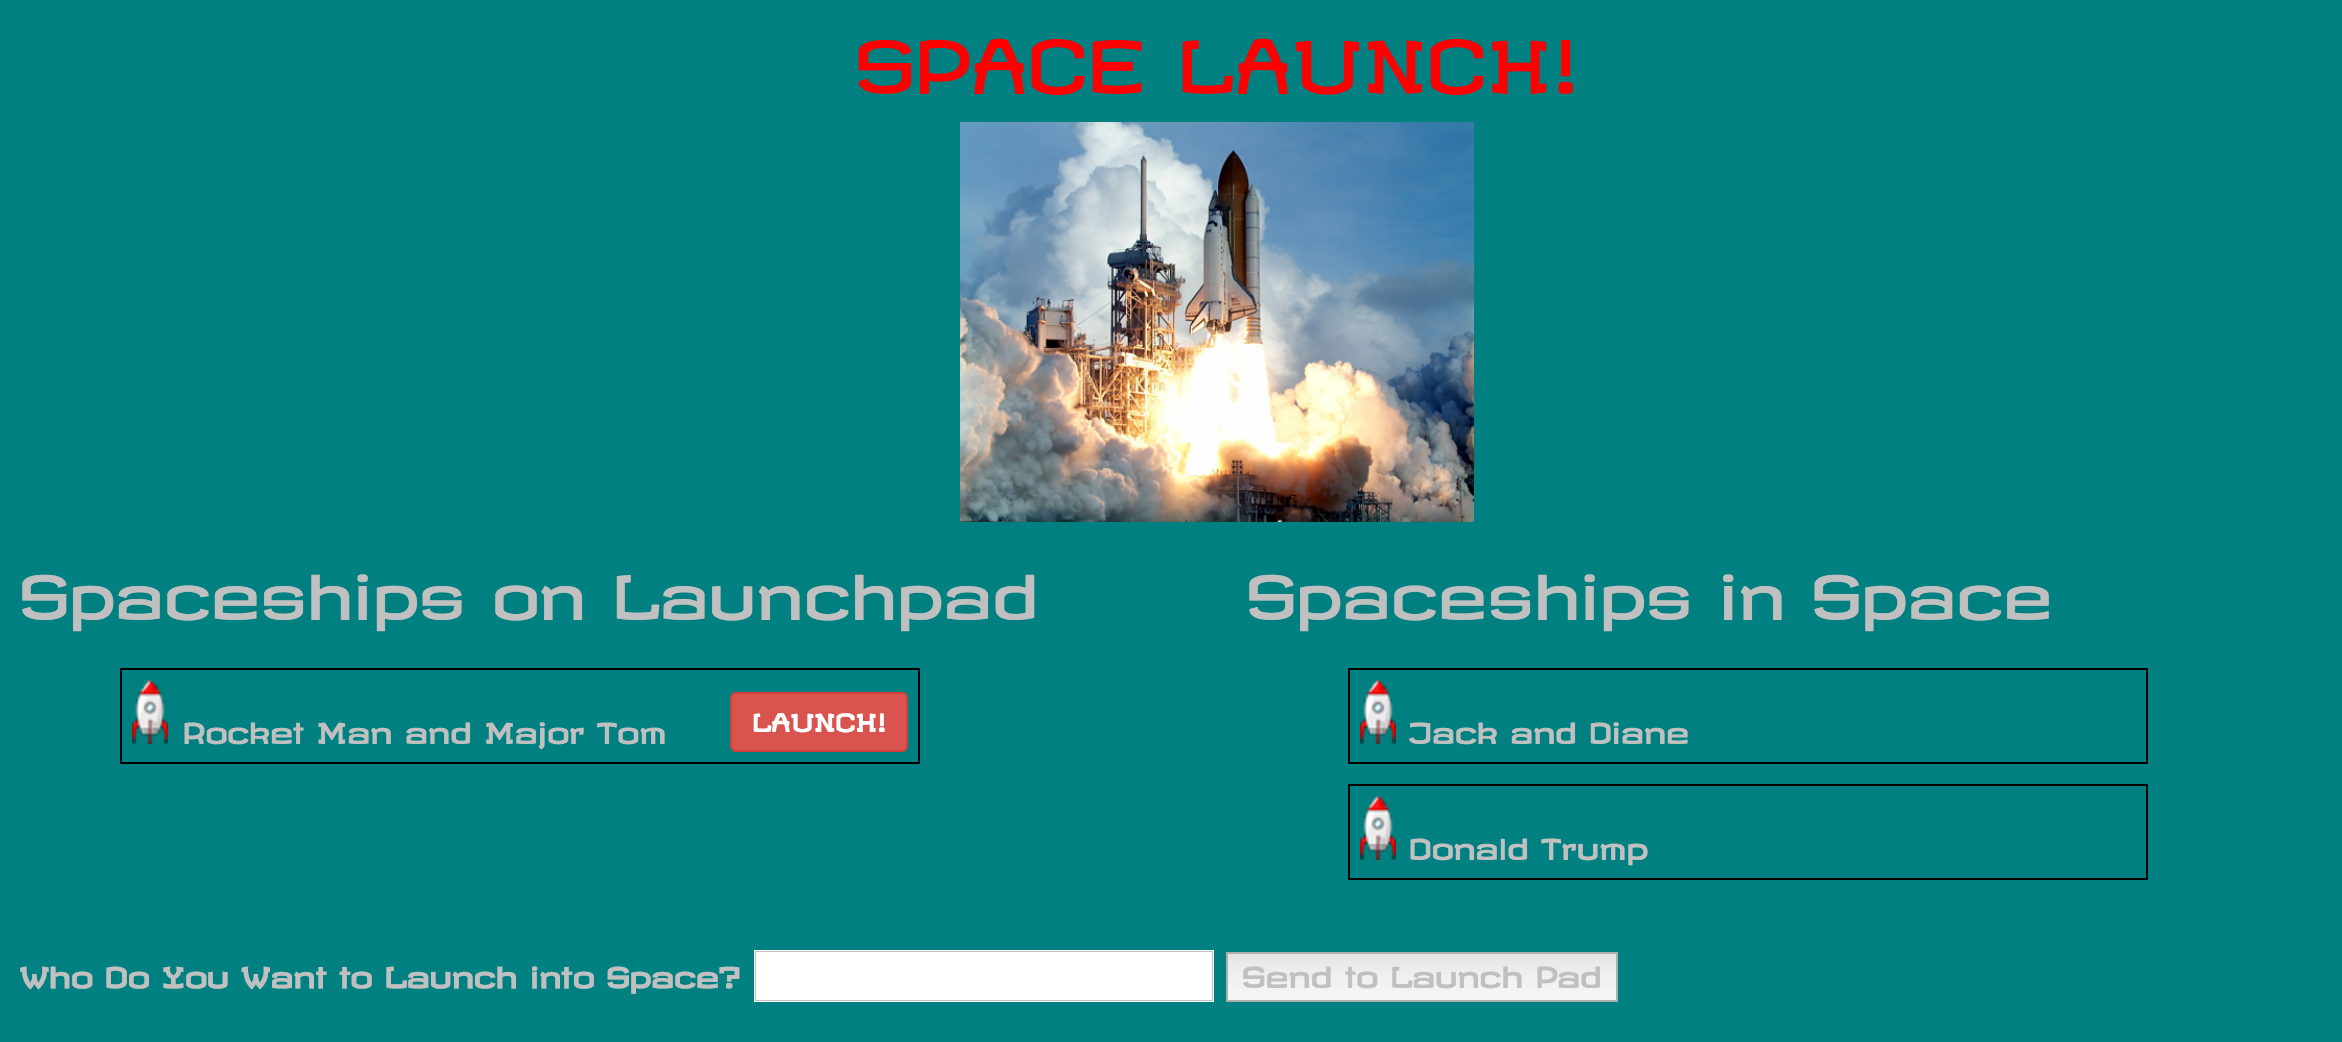 SPACE LAUNCH!
Spaceships on Launchpad
Rocket Man and Major Tom
LAUNCH!
Spaceships in Space
Jack and Diane
Donald Trump
Who Do You Want to Launch into Space?
Send to Launch Pad